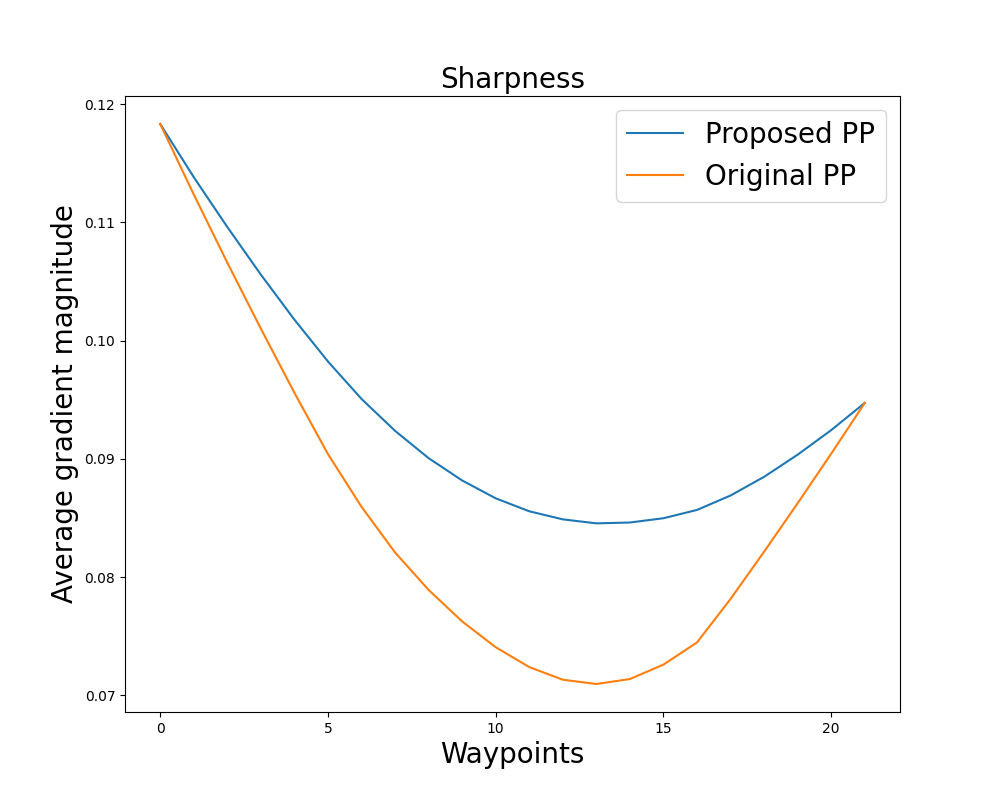 Sharpness
Proposed PP
Original PP
Average gradient magnitude
0.12
0.11
0.10
0.09
0.08
0.07
0 5 10 15 20
Waypoints